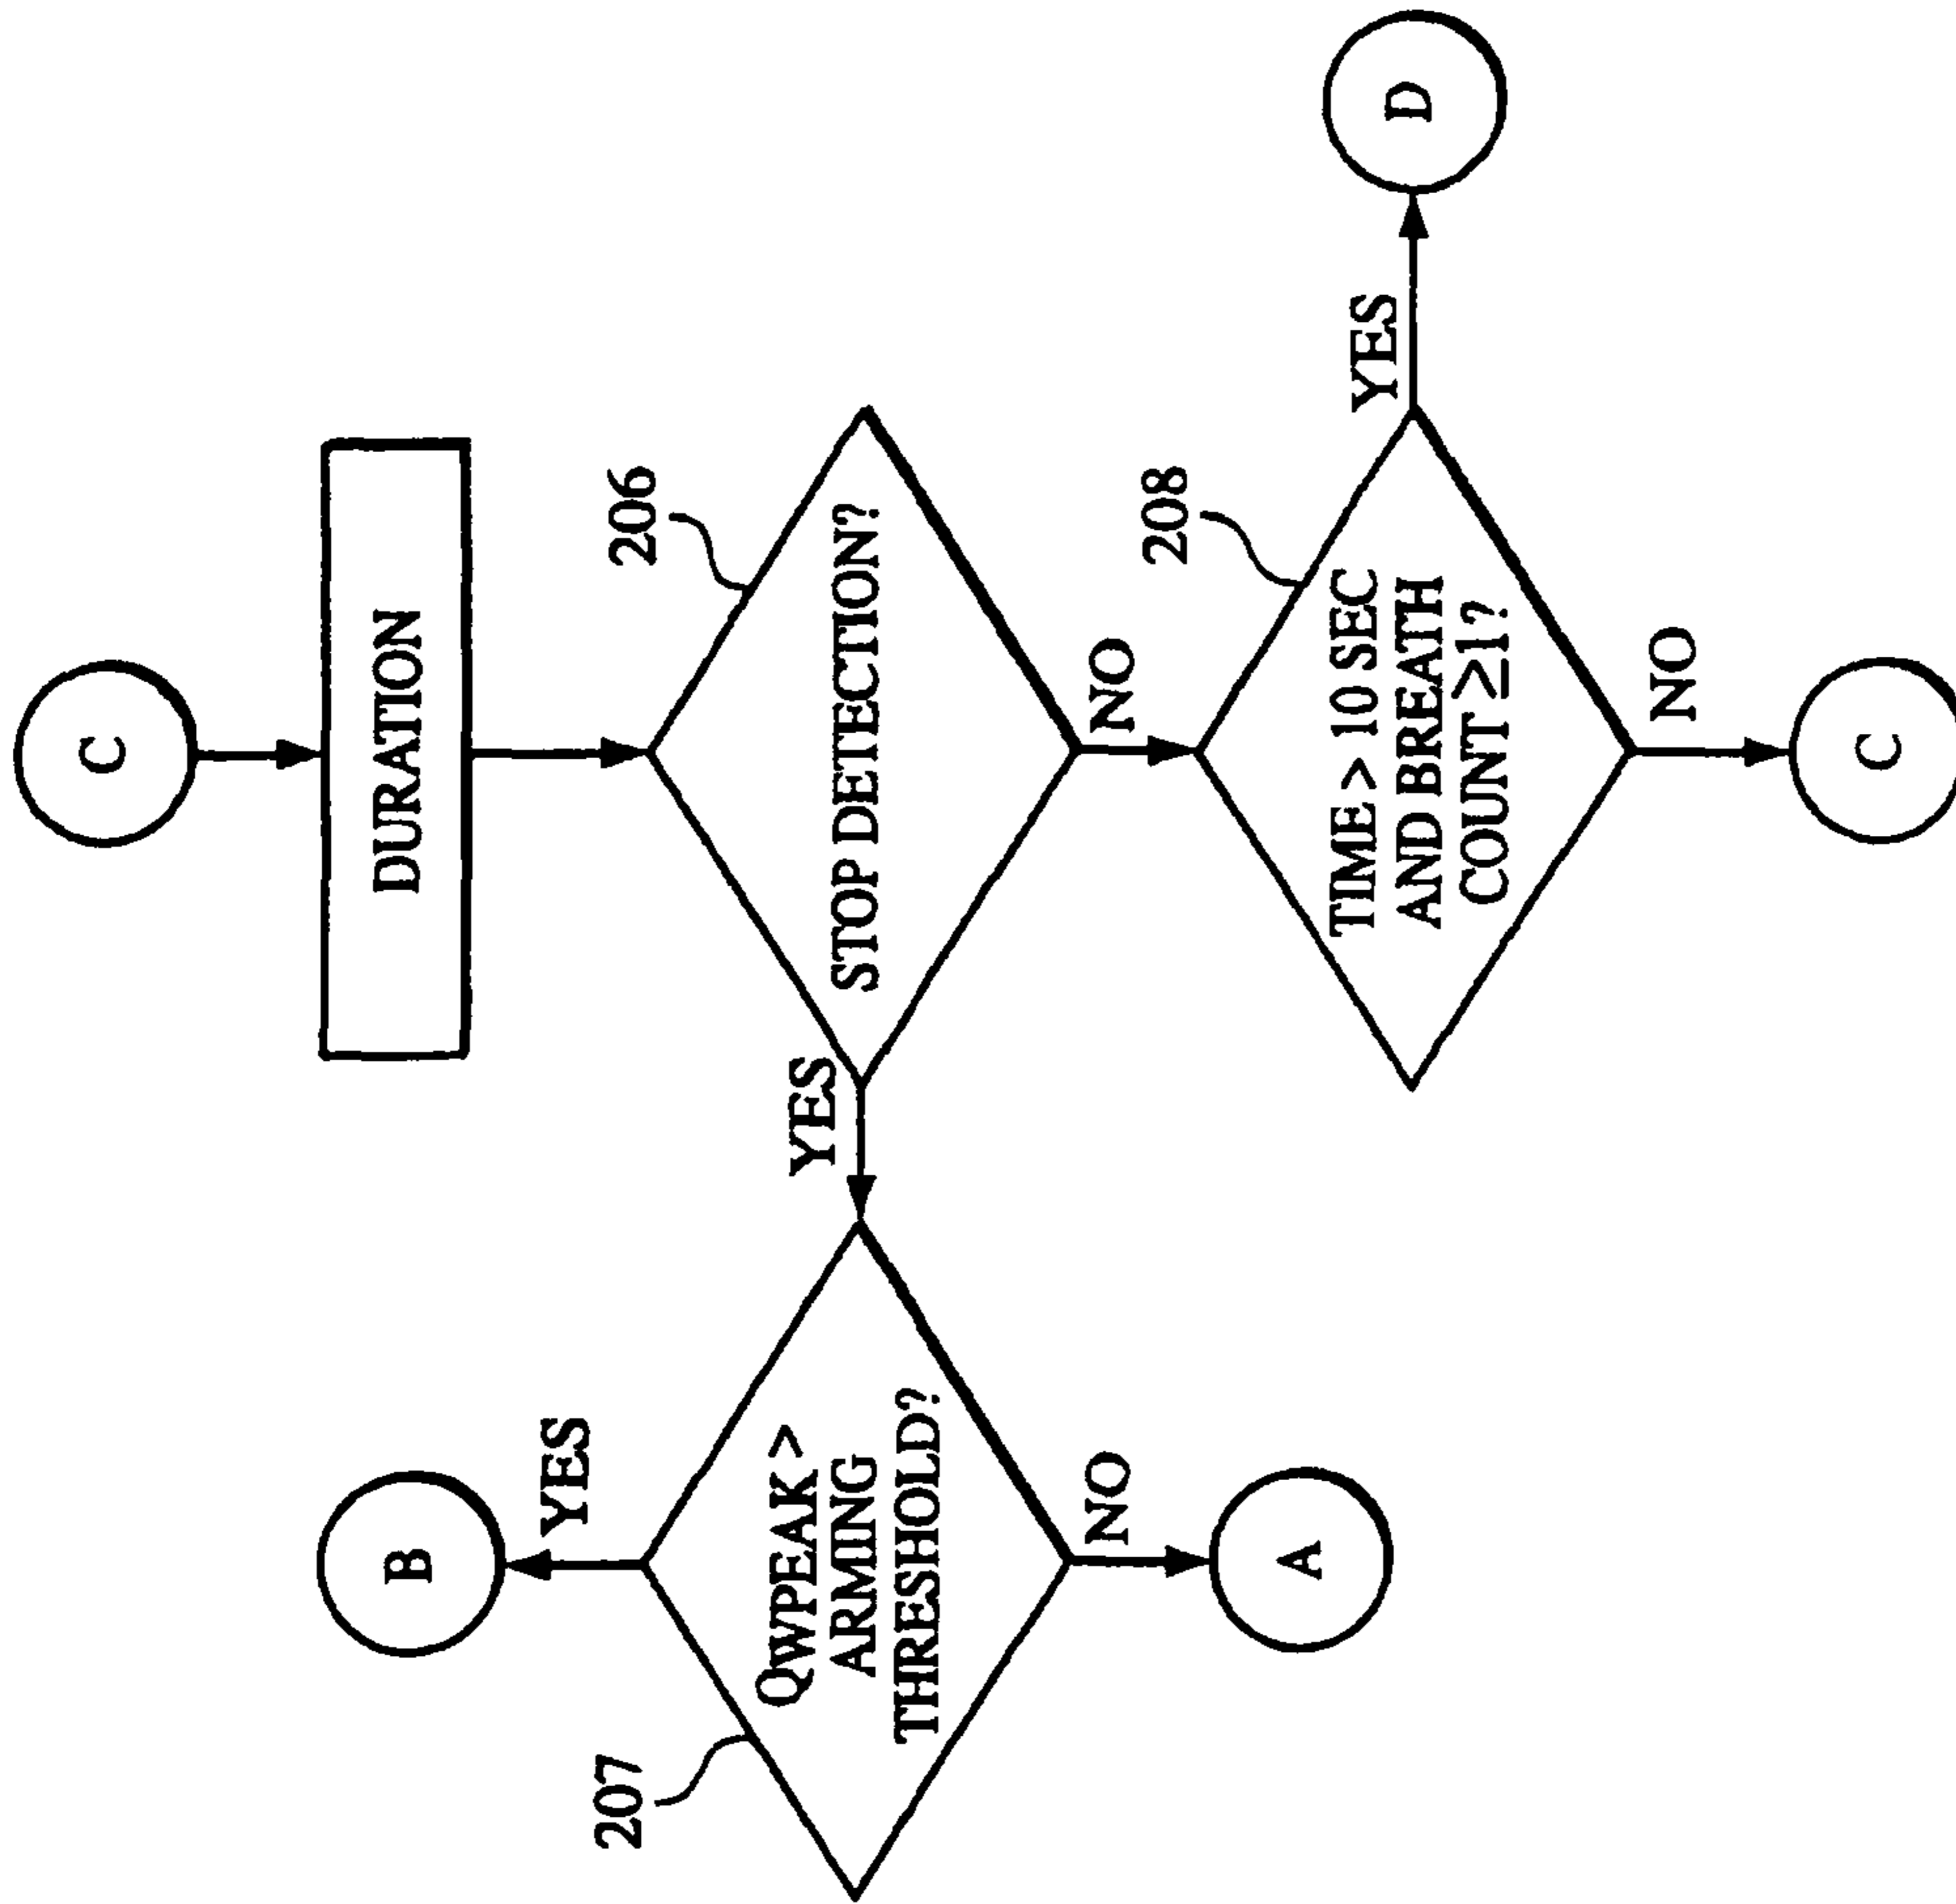 C
DURATION
206
STOP DETECTION?
YES
NO
207
QWPEAK >
ARMING
THRESHOLD?
YES
B
NO
A
208
TIME > 10 SEC
AND BREATH
COUNT ≥1?
YES
D
NO
C